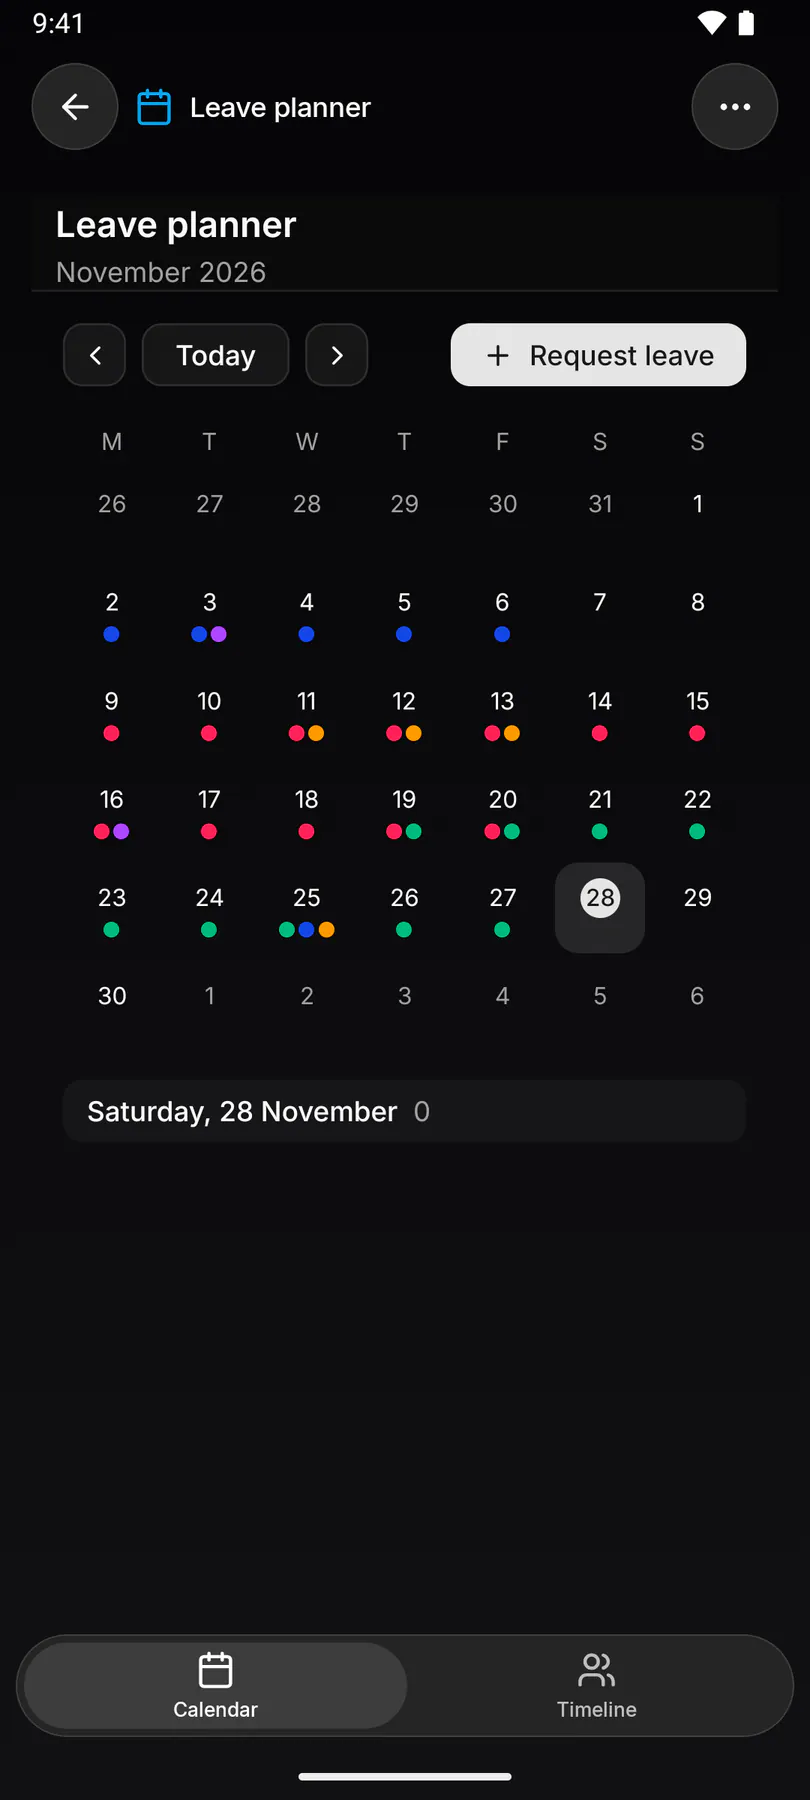 9:41
Leave planner
Leave planner
November 2026
Today
+ Request leave
M T W T F S S
26 27 28 29 30 31 1
2 3 4 5 6 7 8
9 10 11 12 13 14 15
16 17 18 19 20 21 22
23 24 25 26 27 28 29
30 1 2 3 4 5 6
Saturday, 28 November 0
Calendar
Timeline